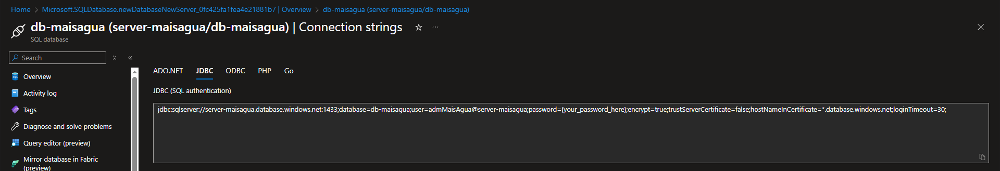 Home > Microsoft.SQLDatabase.newDatabaseNewServer_0fc425fa1fea4e21881b7 | Overview > db-maisagua (server-maisagua/db-maisagua)
db-maisagua (server-maisagua/db-maisagua) | Connection strings
SQL database
Search
Overview
Activity log
Tags
Diagnose and solve problems
Query editor (preview)
Mirror database in Fabric
(preview)
ADO.NET JDBC ODBC PHP Go
JDBC (SQL authentication)
jdbc:sqlserver://server-maisagua.database.windows.net:1433;database=db-maisagua;user=admMaisAgua@server-maisagua;password={your_password_here};encrypt=true;trustServerCertificate=false;hostNameInCertificate=*.database.windows.net;loginTimeout=30;